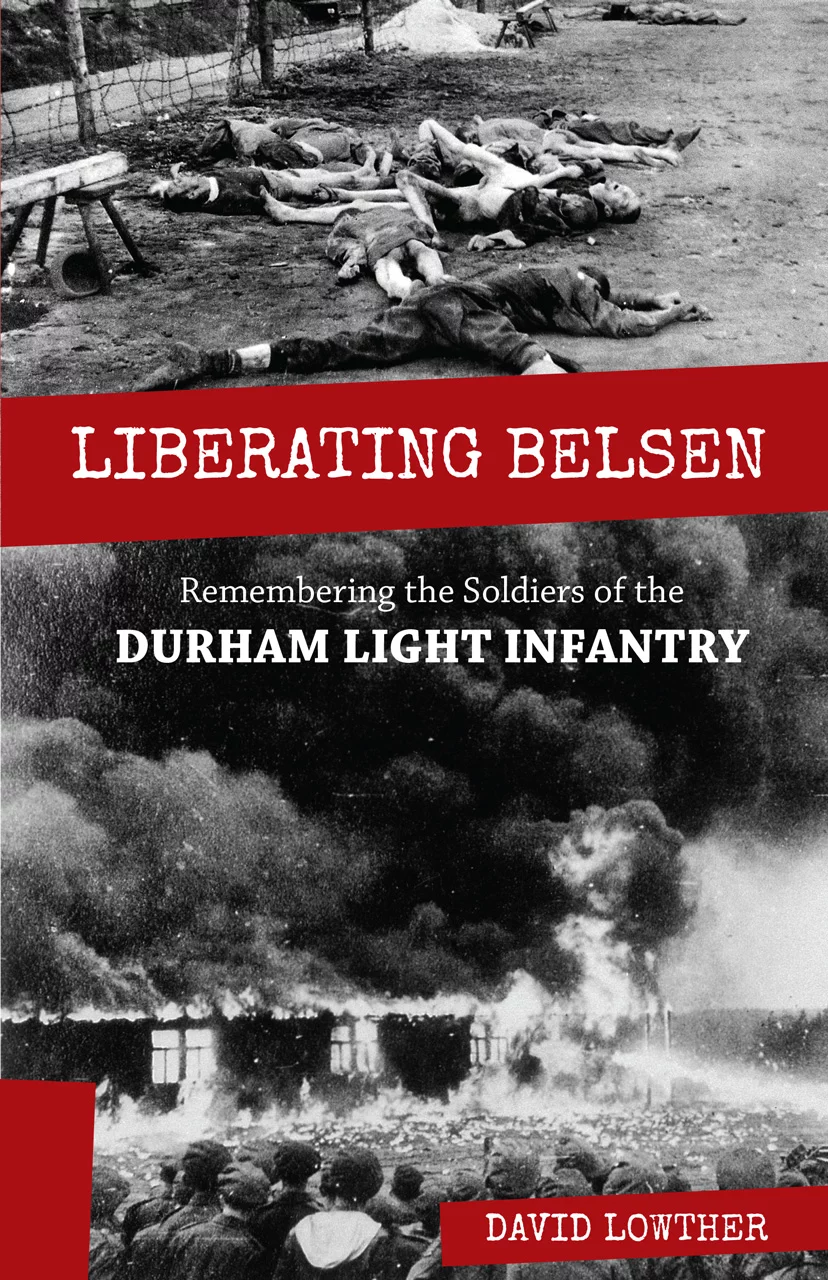 LIBERATING BELSEN
Remembering the Soldiers of the
DURHAM LIGHT INFANTRY
DAVID LOWTHER